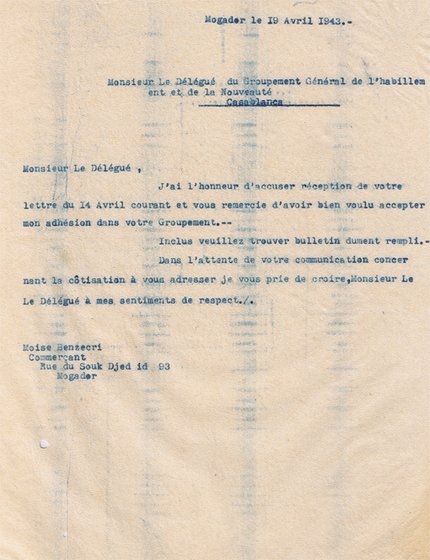 Mogador le 19 Avril 1943.-
Monsieur Le Délégué du Groupement Général de l'habillem
ent et de la Nouveauté
Casablanca
Monsieur Le Délégué ,
J'ai l'honneur d'accuser réception de votre
lettre du 14 Avril courant et vous remercie d'avoir bien voulu accepter
mon adhésion dans votre Groupement.--
Inclus veuillez trouver bulletin dument rempli.-
Dans l'attente de votre communication concer
nant la côtisation à vous adresser je vous prie de croire,Monsieur Le
Le Délégué à mes sentiments de respect./.
Moise Benzecri
Commerçant
Rue du Souk Djed id 93
Mogador